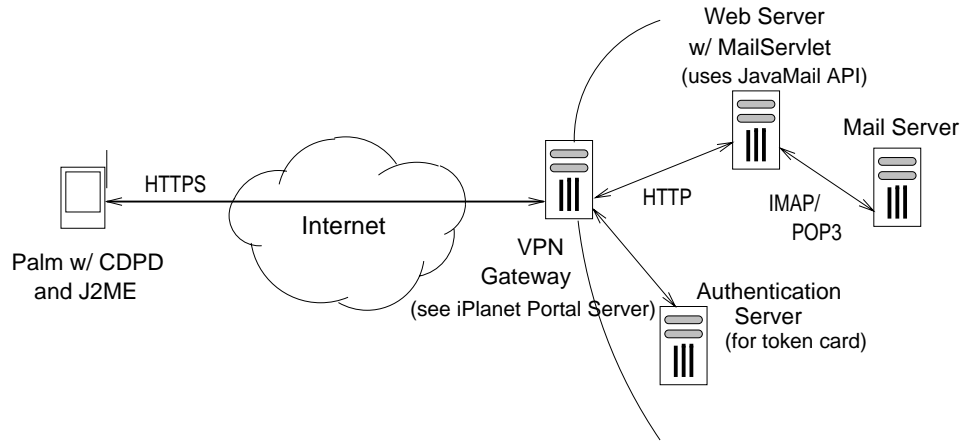 Web Server
w/ MailServlet
(uses JavaMail API)
Mail Server
HTTPS
HTTP
IMAP/
POP3
Internet
Palm w/ CDPD
and J2ME
VPN
Gateway
(see iPlanet Portal Server)
Authentication
Server
(for token card)